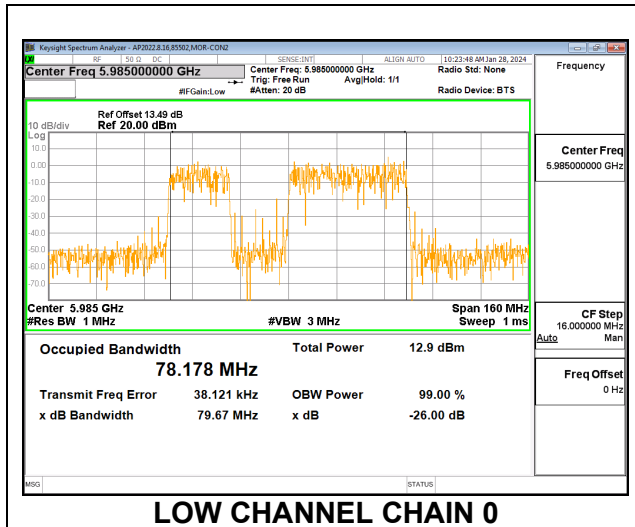 Keysight Spectrum Analyzer - AP2022.8.16,85502,MOR-CON2
RF 50 Ω DC SENSE:INT ALIGN AUTO 10:23:48 AM Jan 28, 2024
Center Freq 5.985000000 GHz
Center Freq: 5.985000000 GHz
Radio Std: None
Trig: Free Run Avg|Hold: 1/1
#IFGain:Low
#Atten: 20 dB
Radio Device: BTS
Frequency
Ref Offset 13.49 dB
10 dB/div Ref 20.00 dBm
Log
10.0
0.00
-10.0
-20.0
-30.0
-40.0
-50.0
-60.0
-70.0
Center 5.985 GHz Span 160 MHz
#Res BW 1 MHz #VBW 3 MHz Sweep 1 ms
Center Freq
5.985000000 GHz
CF Step
16.000000 MHz
Auto Man
Freq Offset
0 Hz
Occupied Bandwidth Total Power 12.9 dBm
78.178 MHz
Transmit Freq Error 38.121 kHz OBW Power 99.00 %
x dB Bandwidth 79.67 MHz x dB -26.00 dB
MSG STATUS
LOW CHANNEL CHAIN 0